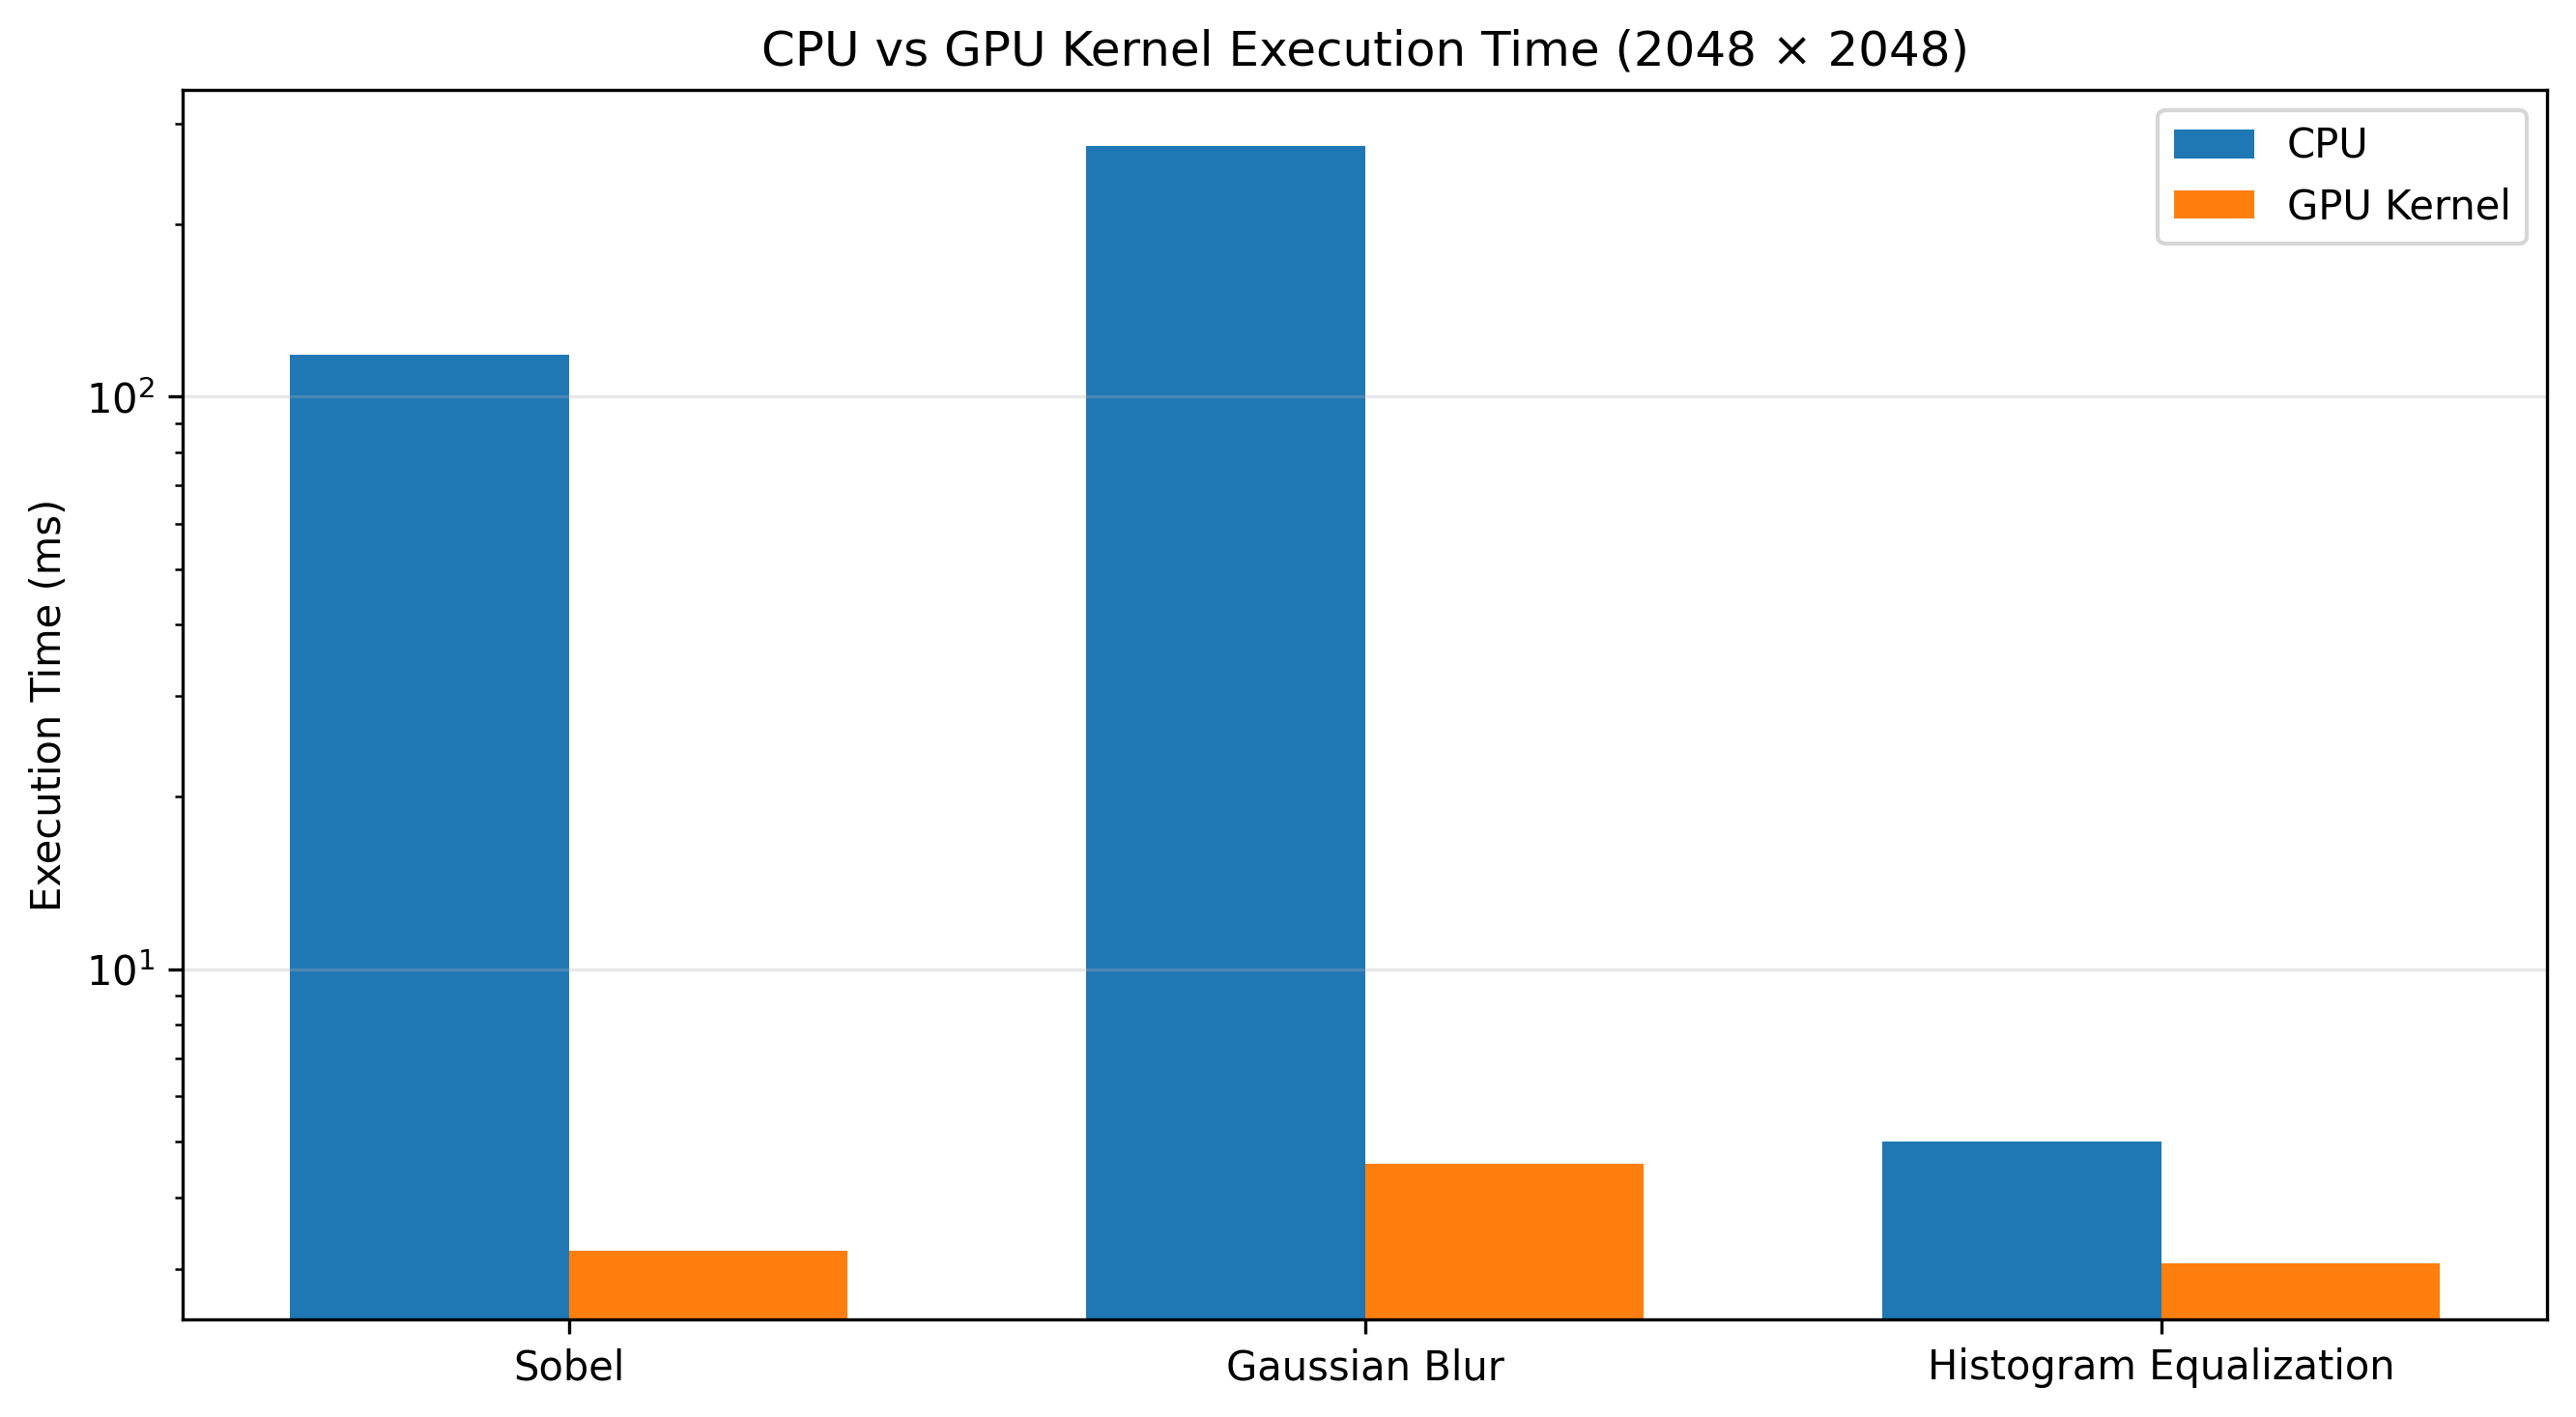 CPU vs GPU Kernel Execution Time (2048 × 2048)
CPU
GPU Kernel
Execution Time (ms)
10²
10¹
Sobel
Gaussian Blur
Histogram Equalization